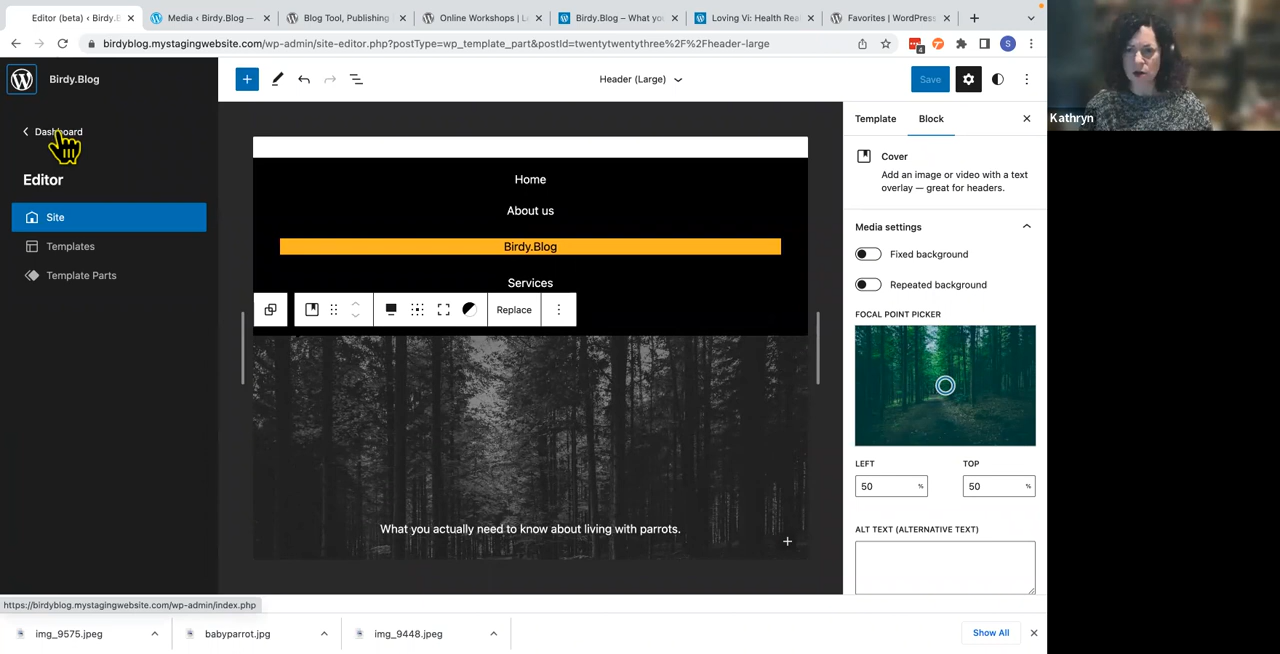 Editor (beta) ‹ Birdy.B
Media ‹ Birdy.Blog —
Blog Tool, Publishing
Online Workshops | L
Birdy.Blog – What yo
Loving Vi: Health Rea
Favorites | WordPress
birdyblog.mystagingwebsite.com/wp-admin/site-editor.php?postType=wp_template_part&postId=twentytwentythree%2F%2Fheader-large
4
S
Birdy.Blog
Header (Large)
Save
Dashboard
Editor
Site
Templates
Template Parts
Home
About us
Birdy.Blog
Services
Replace
What you actually need to know about living with parrots.
Template
Block
Cover
Add an image or video with a text
overlay — great for headers.
Media settings
Fixed background
Repeated background
FOCAL POINT PICKER
LEFT
TOP
50 %
50 %
ALT TEXT (ALTERNATIVE TEXT)
Kathryn
https://birdyblog.mystagingwebsite.com/wp-admin/index.php
img_9575.jpeg
babyparrot.jpg
img_9448.jpeg
Show All